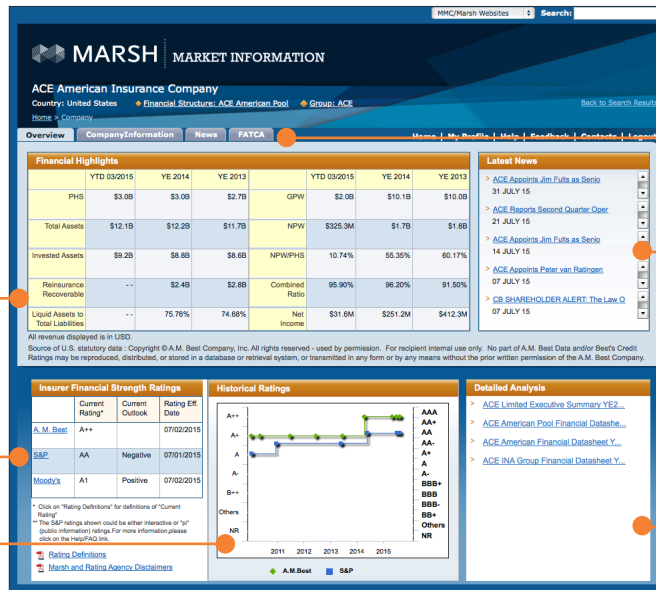 MMC/Marsh Websites Search:
MARSH MARKET INFORMATION
ACE American Insurance Company
Country: United States Financial Structure: ACE American Pool Group: ACE
Back to Search Results
Home > Company
Overview CompanyInformation News FATCA
Home | My Profile | Help | Feedback | Contacts | Logout
Financial Highlights
YTD 03/2015 YE 2014 YE 2013 YTD 03/2015 YE 2014 YE 2013
PHS $3.0B $3.0B $2.7B GPW $2.0B $10.1B $10.0B
Total Assets $12.1B $12.2B $11.7B NPW $325.3M $1.7B $1.6B
Invested Assets $9.2B $8.8B $8.6B NPW/PHS 10.74% 55.35% 60.17%
Reinsurance Recoverable -- $2.4B $2.8B Combined Ratio 95.90% 96.20% 91.50%
Liquid Assets to Total Liabilities -- 75.76% 74.68% Net Income $31.6M $251.2M $412.3M
Latest News
> ACE Appoints Jim Fults as Senio
31 JULY 15
> ACE Reports Second Quarter Oper
21 JULY 15
> ACE Appoints Jim Fults as Senio
14 JULY 15
> ACE Appoints Peter van Ratingen
07 JULY 15
> CB SHAREHOLDER ALERT: The Law O
07 JULY 15
All revenue displayed is in USD.
Source of U.S. statutory data : Copyright © A.M. Best Company, Inc. All rights reserved - used by permission. For recipient internal use only. No part of A.M. Best Data and/or Best's Credit
Ratings may be reproduced, distributed, or stored in a database or retrieval system, or transmitted in any form or by any means without the prior written permission of the A.M. Best Company.
Insurer Financial Strength Ratings
Current Rating* Current Outlook Rating Eff. Date
A. M. Best A++ 07/02/2015
S&P AA Negative 07/01/2015
Moody's A1 Positive 07/02/2015
* Click on "Rating Definitions" for definitions of "Current
Rating"
** The S&P ratings shown could be either interactive or "pi"
(public information) ratings.For more information,please
click on the Help/FAQ link.
Rating Definitions
Marsh and Rating Agency Disclaimers
Historical Ratings
A++
A+
A
A-
B++
Others
NR
AAA
AA+
AA
AA-
A+
A
A-
BBB+
BBB
BBB-
BB+
Others
NR
2011 2012 2013 2014 2015
A.M.Best S&P
Detailed Analysis
> ACE Limited Executive Summary YE2...
> ACE American Pool Financial Datashe...
> ACE American Financial Datasheet Y...
> ACE INA Group Financial Datasheet Y...